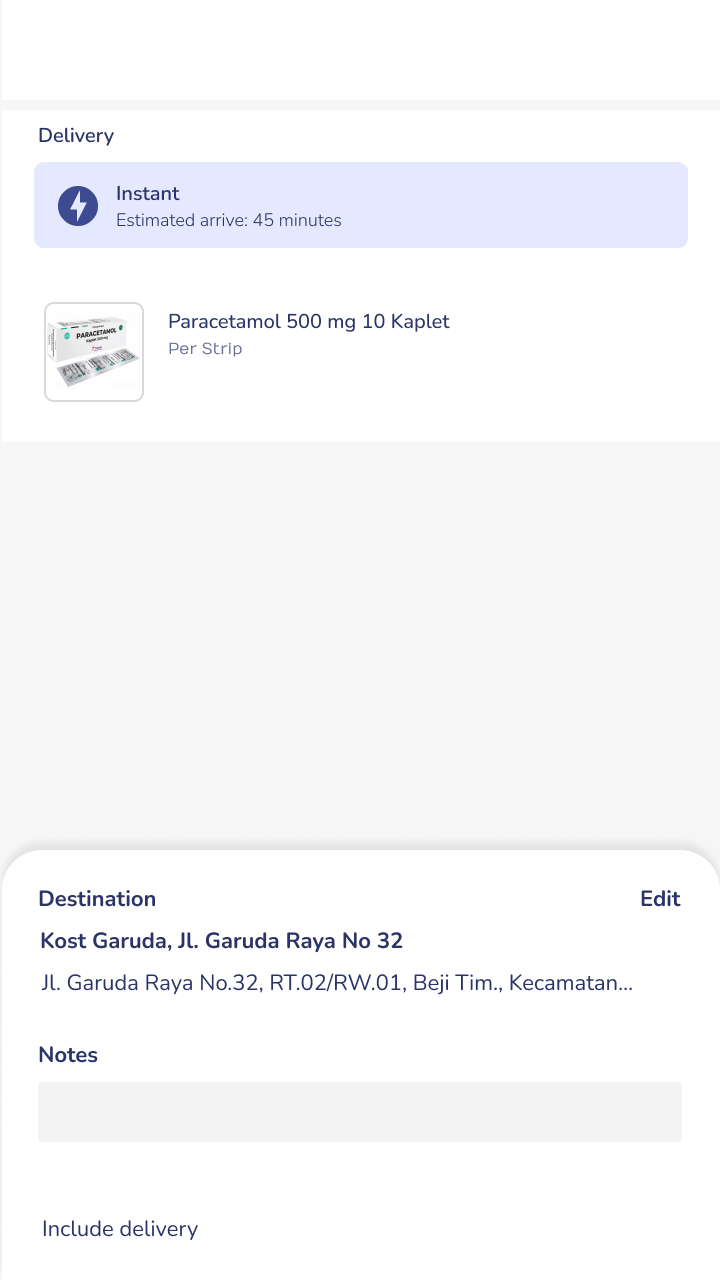 Delivery
Instant
Estimated arrive: 45 minutes
PARACETAMOL
Paracetamol 500 mg 10 Kaplet
Per Strip
Destination
Edit
Kost Garuda, Jl. Garuda Raya No 32
Jl. Garuda Raya No.32, RT.02/RW.01, Beji Tim., Kecamatan...
Notes
Include delivery